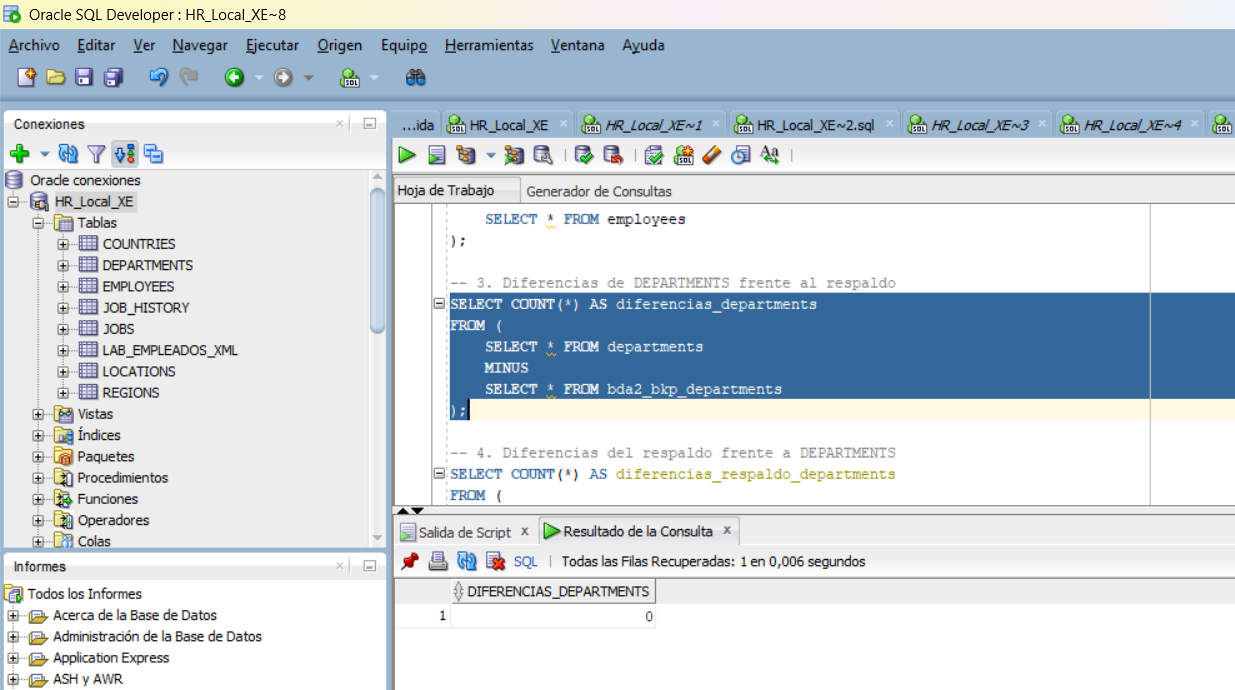 Oracle SQL Developer : HR_Local_XE~8
Archivo Editar Ver Navegar Ejecutar Origen Equipo Herramientas Ventana Ayuda
SQL
Conexiones
Oracle conexiones
HR_Local_XE
Tablas
COUNTRIES
DEPARTMENTS
EMPLOYEES
JOB_HISTORY
JOBS
LAB_EMPLEADOS_XML
LOCATIONS
REGIONS
Vistas
Índices
Paquetes
Procedimientos
Funciones
Operadores
Colas
Informes
Todos los Informes
Acerca de la Base de Datos
Administración de la Base de Datos
Application Express
ASH y AWR
...ida HR_Local_XE HR_Local_XE~1 HR_Local_XE~2.sql HR_Local_XE~3 HR_Local_XE~4
Hoja de Trabajo Generador de Consultas
SELECT * FROM employees
);
-- 3. Diferencias de DEPARTMENTS frente al respaldo
SELECT COUNT(*) AS diferencias_departments
FROM (
SELECT * FROM departments
MINUS
SELECT * FROM bda2_bkp_departments
);
-- 4. Diferencias del respaldo frente a DEPARTMENTS
SELECT COUNT(*) AS diferencias_respaldo_departments
FROM (
Salida de Script x Resultado de la Consulta x
SQL | Todas las Filas Recuperadas: 1 en 0,006 segundos
DIFERENCIAS_DEPARTMENTS
1 0